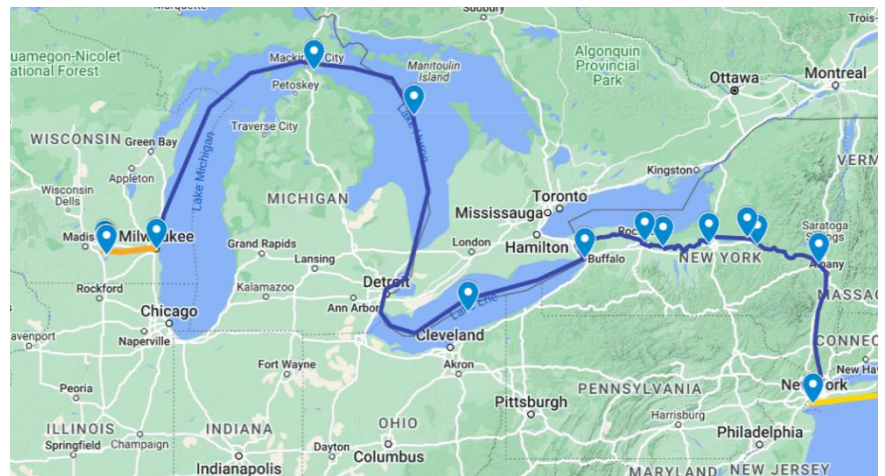 Sudbury
Trois-
Mackinaw City
Manitoulin
Island
Algonquin
Provincial
Park
uamegon-Nicolet
ational Forest
Petoskey
Ottawa
Montreal
Lake Huron
Traverse City
WISCONSIN
Green Bay
Appleton
Lake Michigan
Kingston
VERM
Wisconsin
Dells
MICHIGAN
Toronto
Mississauga
Saratoga
Springs
Madis
Milwaukee
Grand Rapids
London
Hamilton
Lansing
Buffalo
NEW YORK
Albany
Rockford
Kalamazoo
Detroit
MASSAC
Ann Arbor
Lake Erie
Chicago
Naperville
Cleveland
CONNEC
avenport
Akron
New Hav
Fort Wayne
New York
Peoria
PENNSYLVANIA
Pittsburgh
Harrisburg
ILLINOIS
INDIANA
OHIO
Philadelphia
Springfield
Champaign
Dayton
Columbus
Indianapolis
MARYLAND
NEW JERSEY